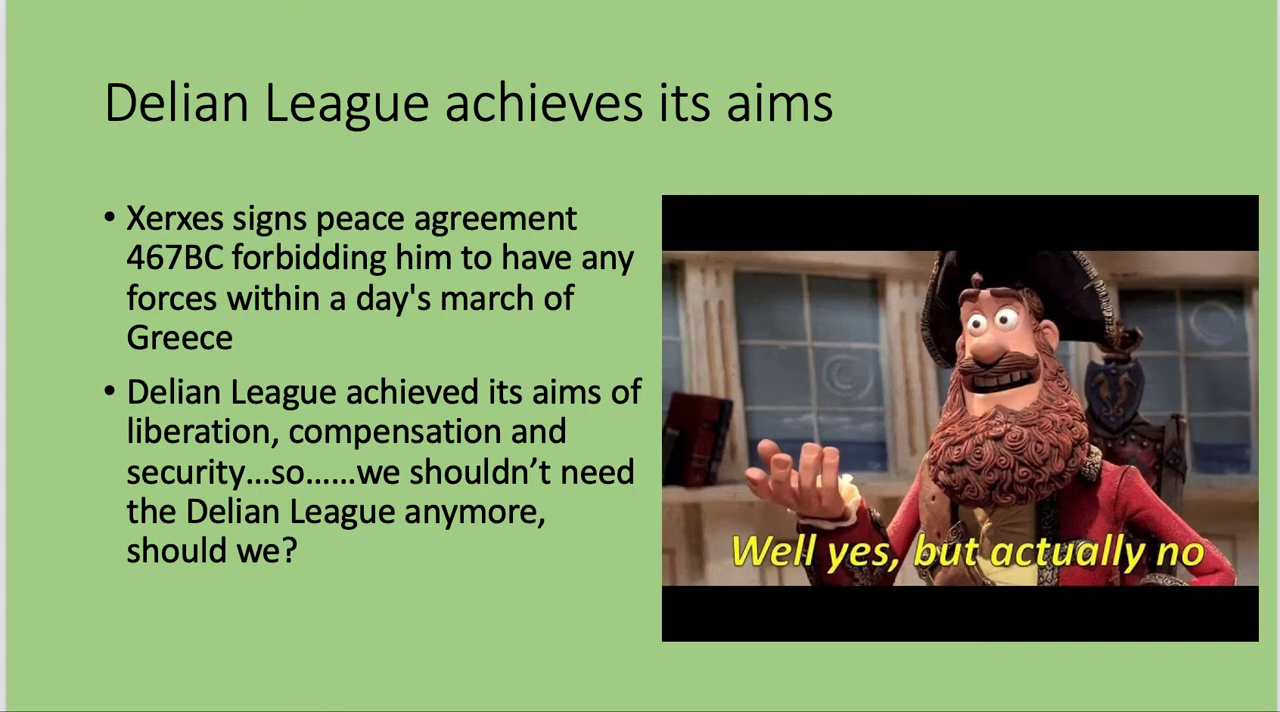 Delian League achieves its aims
• Xerxes signs peace agreement
467BC forbidding him to have any
forces within a day's march of
Greece
• Delian League achieved its aims of
liberation, compensation and
security...so......we shouldn’t need
the Delian League anymore,
should we?
Well yes, but actually no